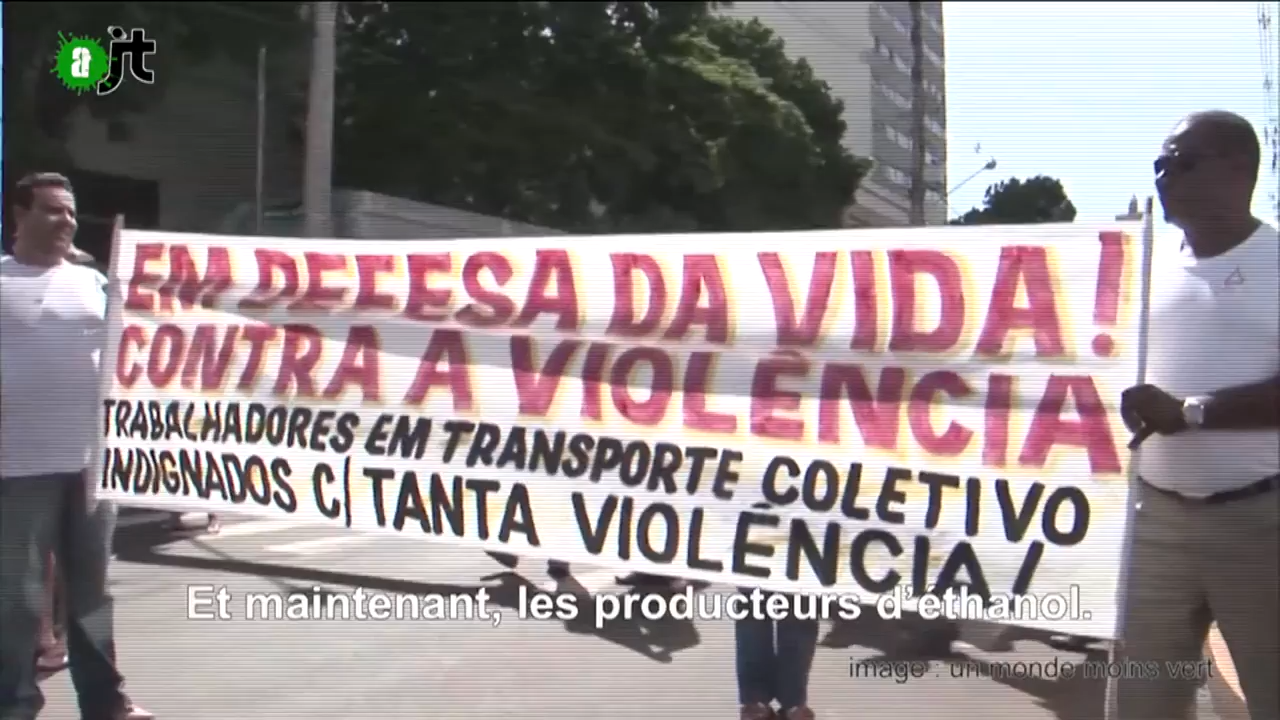 ajt
EM DEFESA DA VIDA!
CONTRA A VIOLÊNCIA
TRABALHADORES EM TRANSPORTE COLETIVO
INDIGNADOS C/ TANTA VIOLÊNCIA!
Et maintenant, les producteurs d'éthanol.
image : un monde moins vert